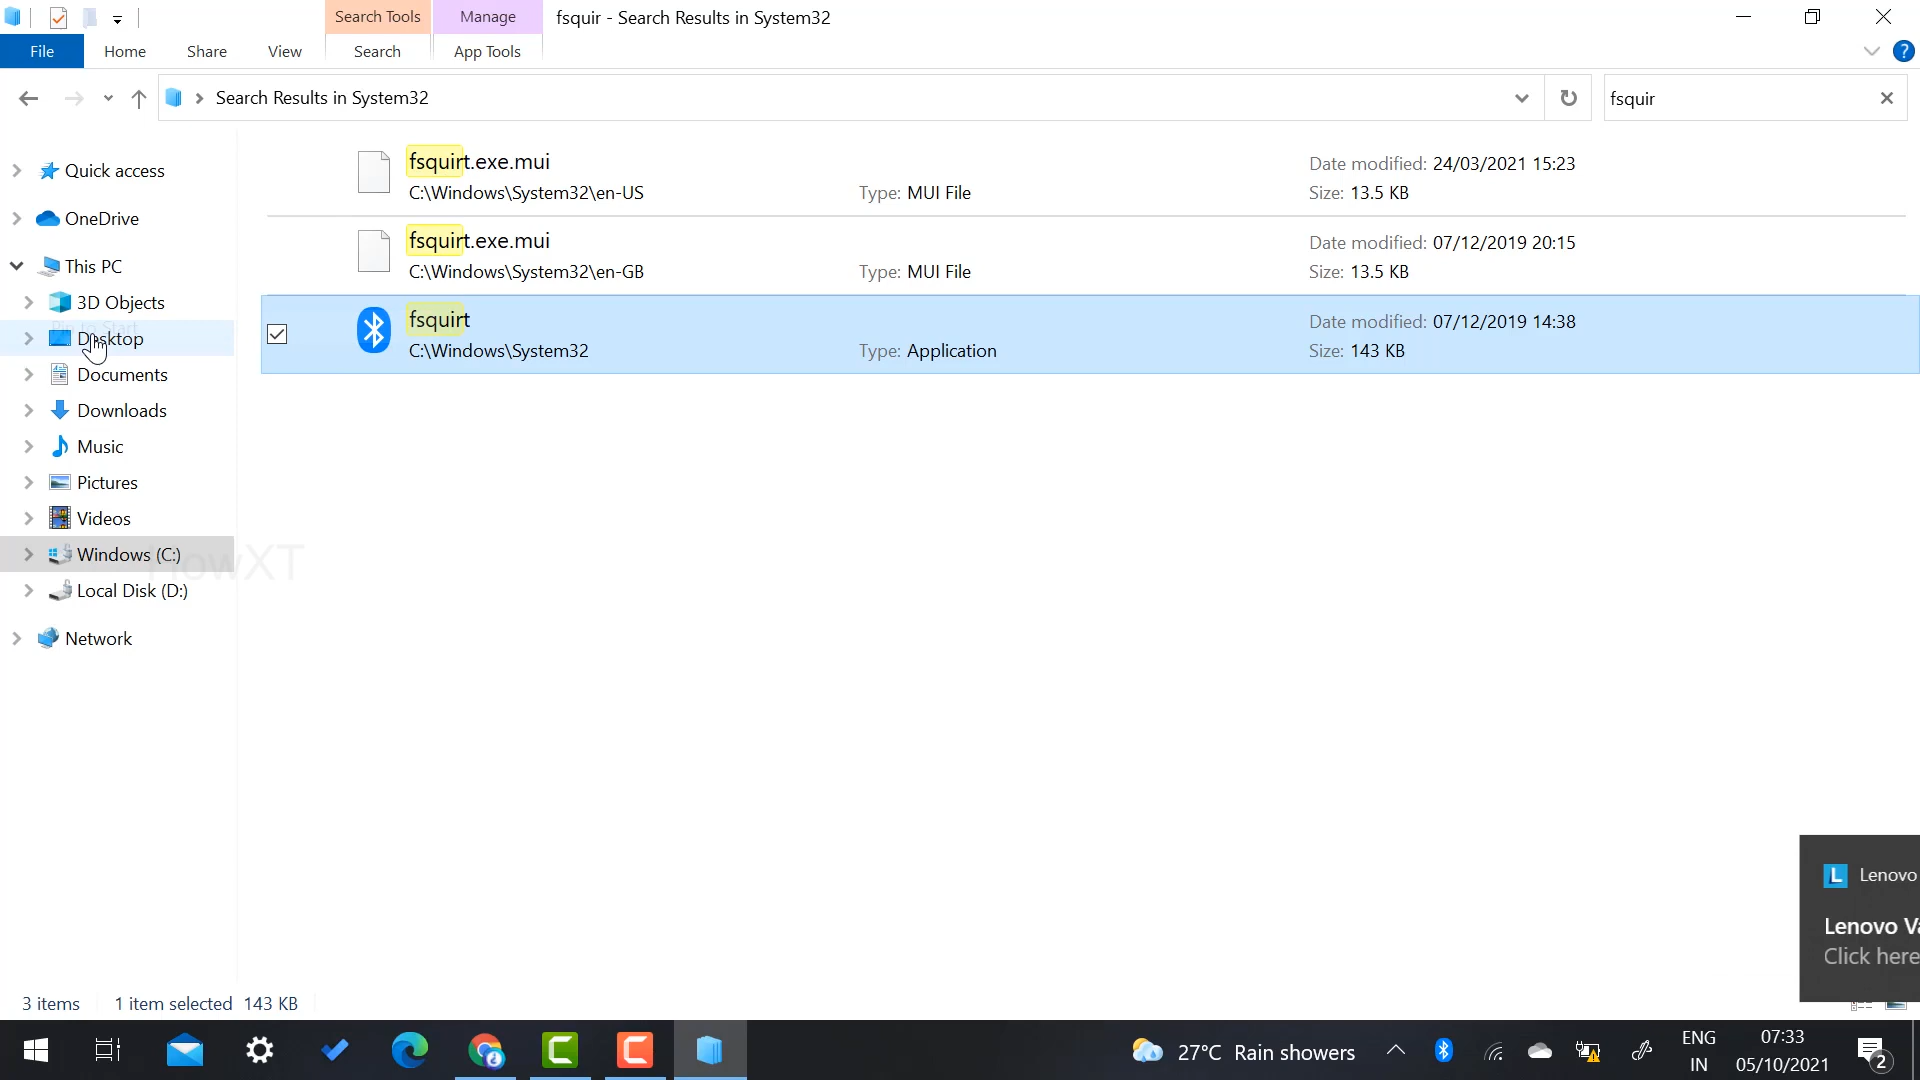 Search Tools
Manage
fsquir - Search Results in System32
File
Home
Share
View
Search
App Tools
Search Results in System32
fsquir
Quick access
OneDrive
This PC
3D Objects
Pin to Start
Desktop
Documents
Downloads
Music
Pictures
Videos
Windows (C:)
Local Disk (D:)
Network
fsquirt.exe.mui
C:\Windows\System32\en-US
Type: MUI File
Date modified: 24/03/2021 15:23
Size: 13.5 KB
fsquirt.exe.mui
C:\Windows\System32\en-GB
Type: MUI File
Date modified: 07/12/2019 20:15
Size: 13.5 KB
fsquirt
C:\Windows\System32
Type: Application
Date modified: 07/12/2019 14:38
Size: 143 KB
HowXT
L Lenovo
Lenovo Va
Click here
3 items
1 item selected 143 KB
27°C Rain showers
ENG
IN
07:33
05/10/2021
2